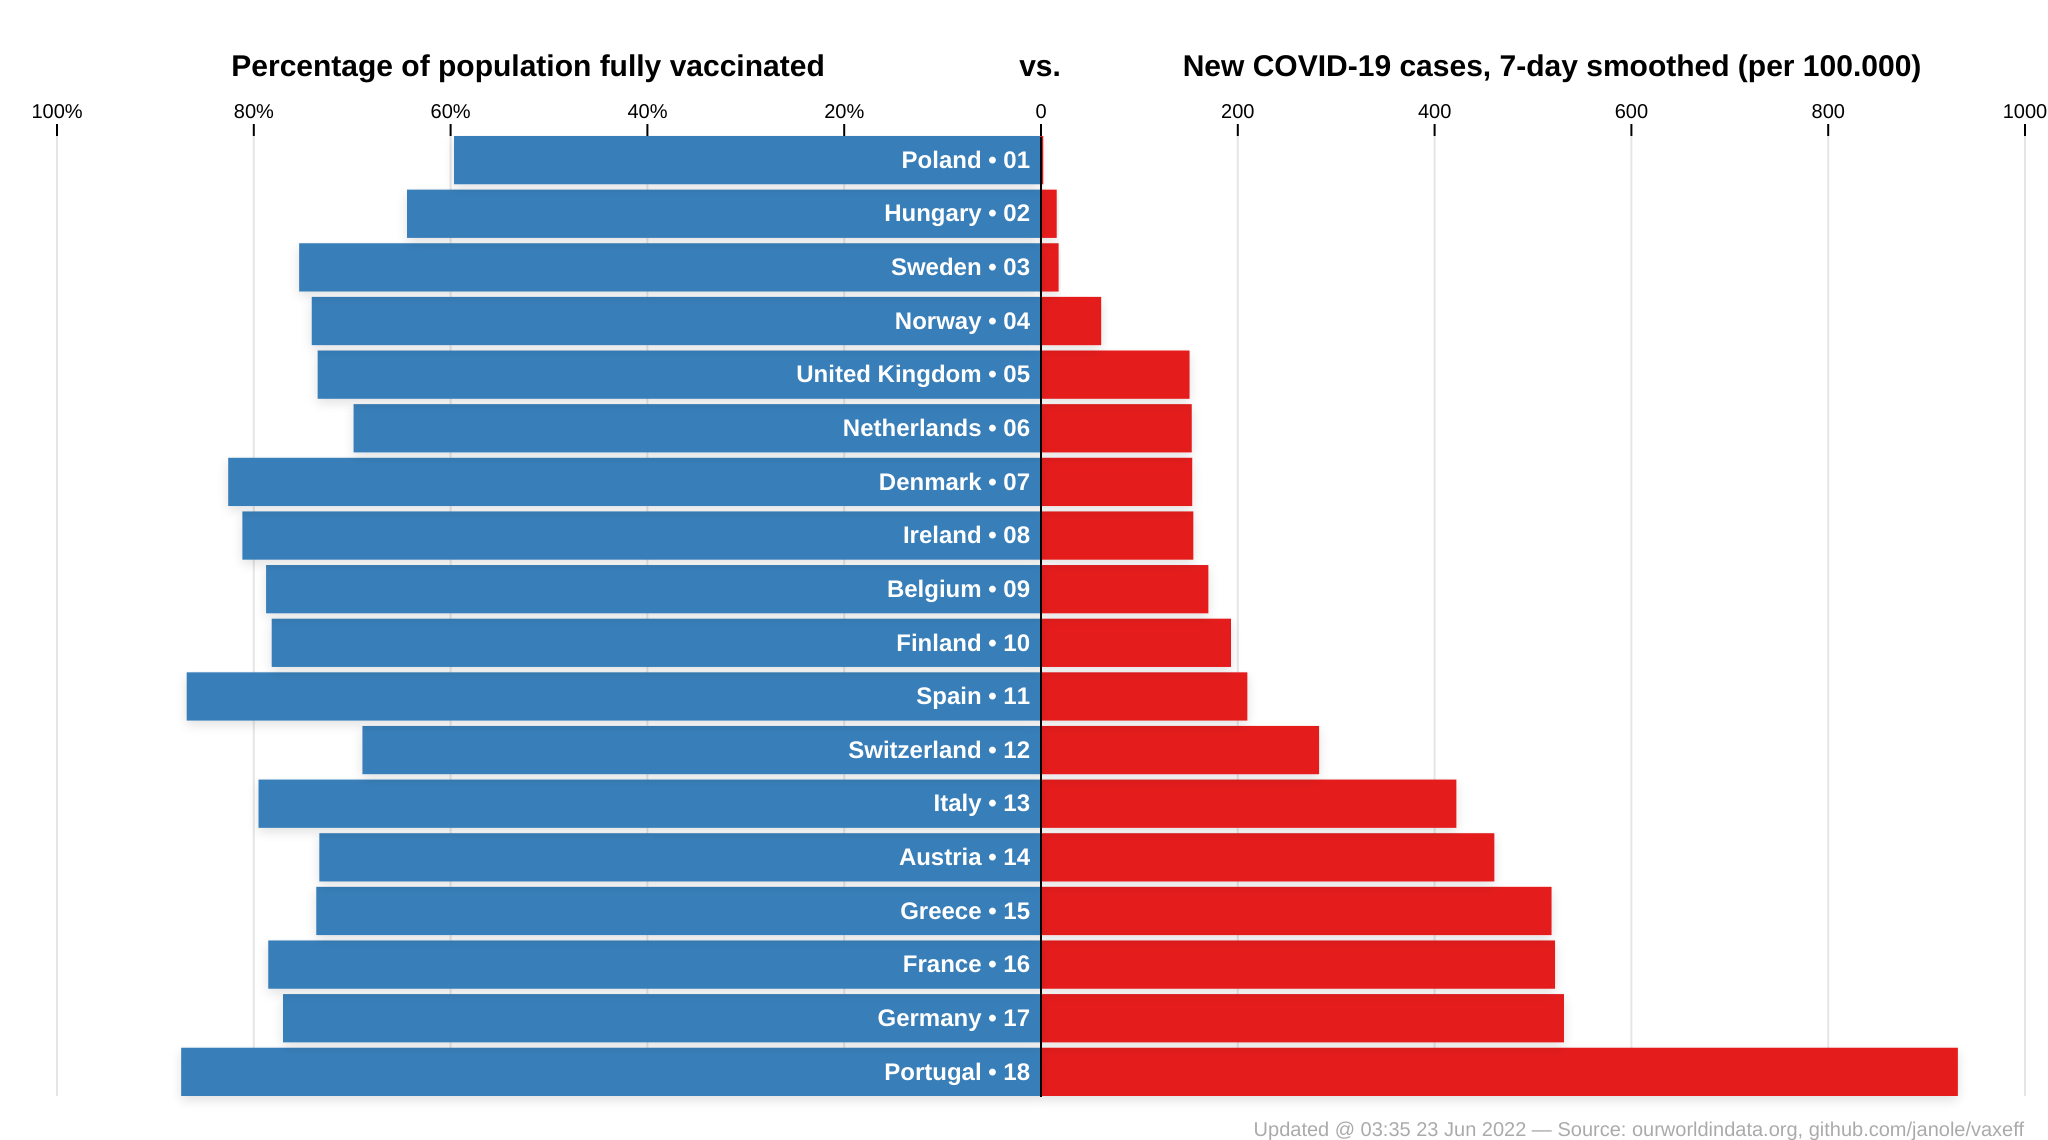 Percentage of population fully vaccinated vs. New COVID-19 cases, 7-day smoothed (per 100.000)
100% 80% 60% 40% 20% 0 200 400 600 800 1000
Poland • 01
Hungary • 02
Sweden • 03
Norway • 04
United Kingdom • 05
Netherlands • 06
Denmark • 07
Ireland • 08
Belgium • 09
Finland • 10
Spain • 11
Switzerland • 12
Italy • 13
Austria • 14
Greece • 15
France • 16
Germany • 17
Portugal • 18
Updated @ 03:35 23 Jun 2022 — Source: ourworldindata.org, github.com/janole/vaxeff